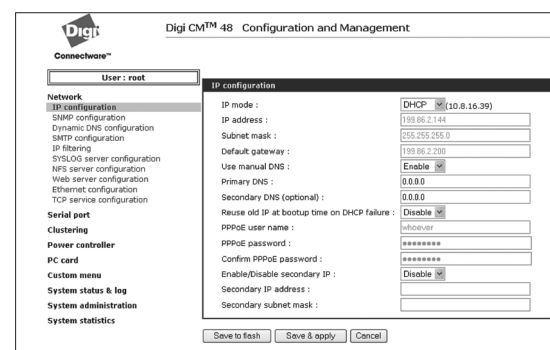 Digi
Connectware™
Digi CM™ 48 Configuration and Management
User : root
Network
IP configuration
SNMP configuration
Dynamic DNS configuration
SMTP configuration
IP filtering
SYSLOG server configuration
NFS server configuration
Web server configuration
Ethernet configuration
TCP service configuration
Serial port
Clustering
Power controller
PC card
Custom menu
System status & log
System administration
System statistics
IP configuration
IP mode : DHCP (10.8.16.39)
IP address : 199.86.2.144
Subnet mask : 255.255.255.0
Default gateway : 199.86.2.200
Use manual DNS : Enable
Primary DNS : 0.0.0.0
Secondary DNS (optional) : 0.0.0.0
Reuse old IP at bootup time on DHCP failure : Disable
PPPoE user name : whoever
PPPoE password :
Confirm PPPoE password :
Enable/Disable secondary IP : Disable
Secondary IP address :
Secondary subnet mask :
Save to flash Save & apply Cancel